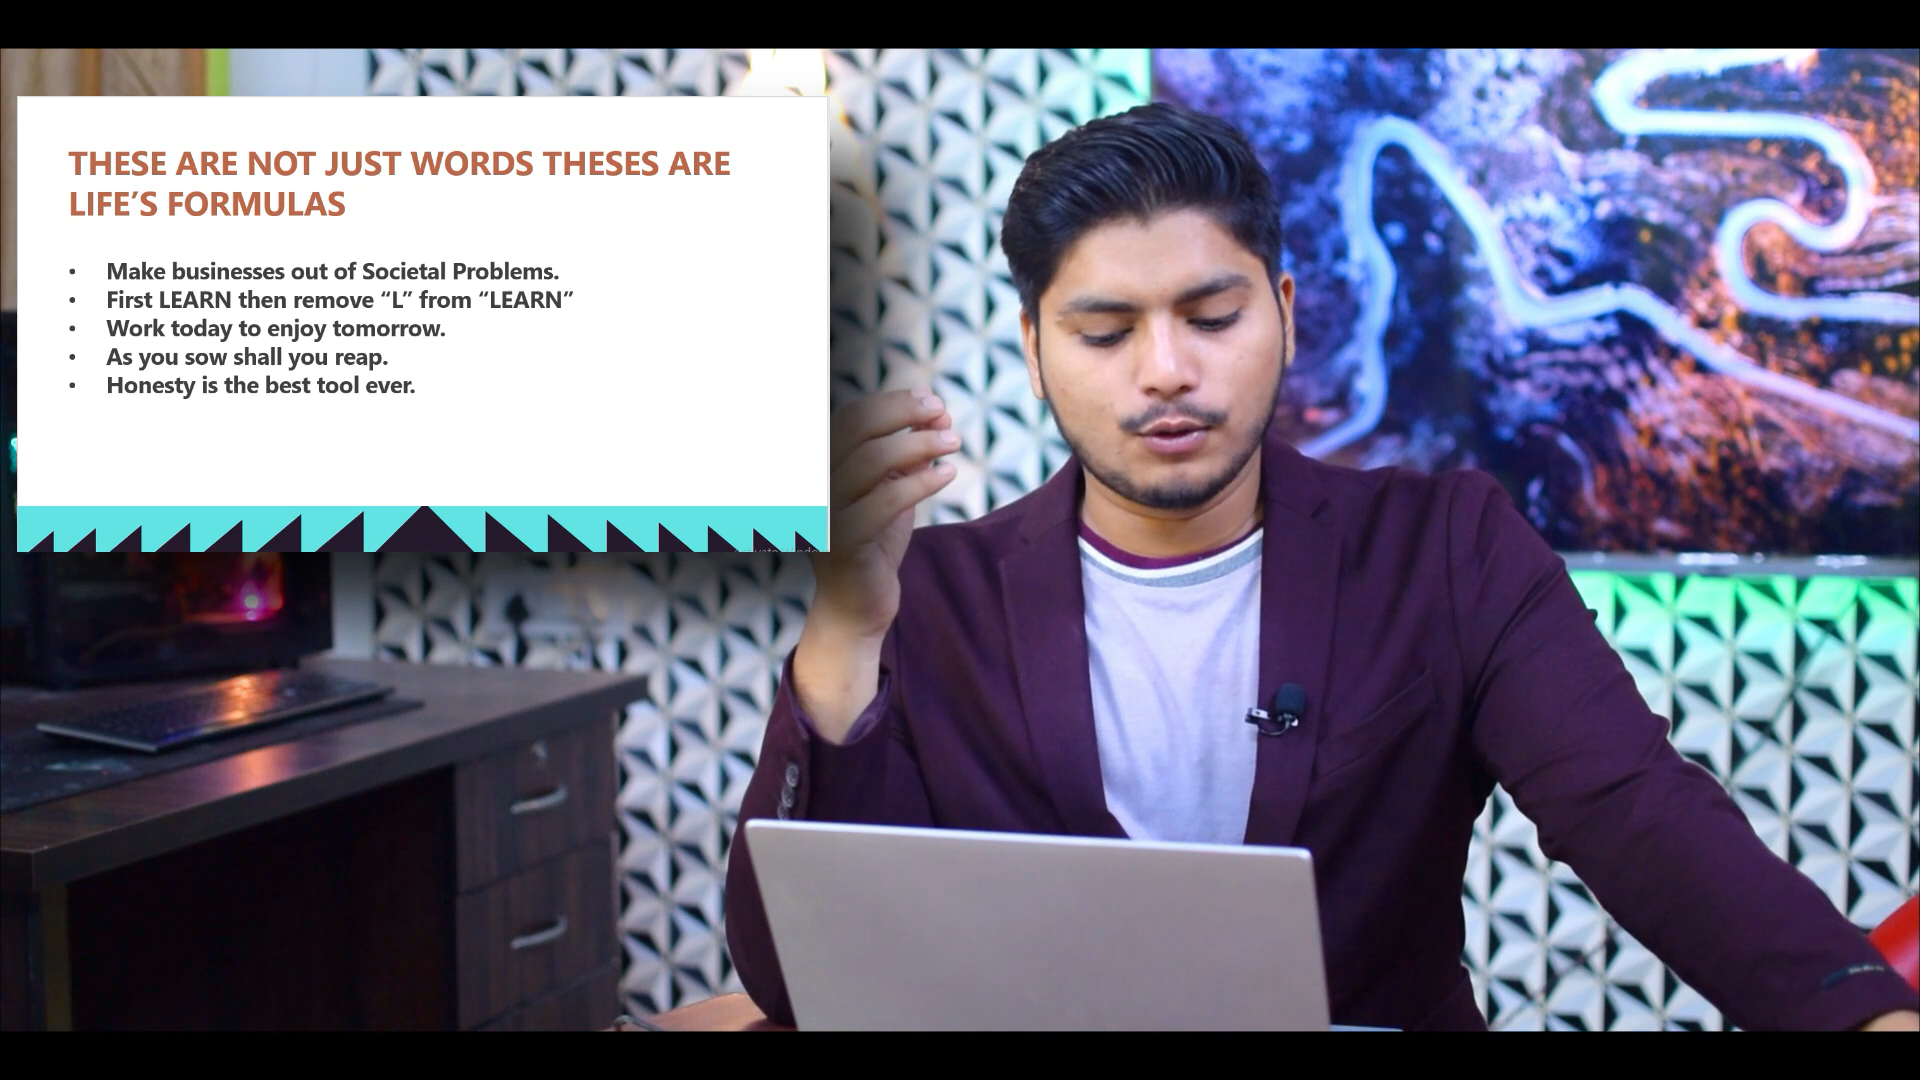 THESE ARE NOT JUST WORDS THESES ARE
LIFE’S FORMULAS
• Make businesses out of Societal Problems.
• First LEARN then remove “L” from “LEARN”
• Work today to enjoy tomorrow.
• As you sow shall you reap.
• Honesty is the best tool ever.